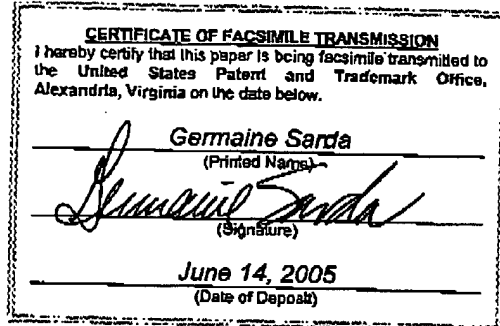 CERTIFICATE OF FACSIMILE TRANSMISSION
I hereby certify that this paper is being facsimile transmitted to
the United States Patent and Trademark Office,
Alexandria, Virginia on the date below.
Germaine Sarda
(Printed Name)
Germaine Sarda
(Signature)
June 14, 2005
(Date of Deposit)